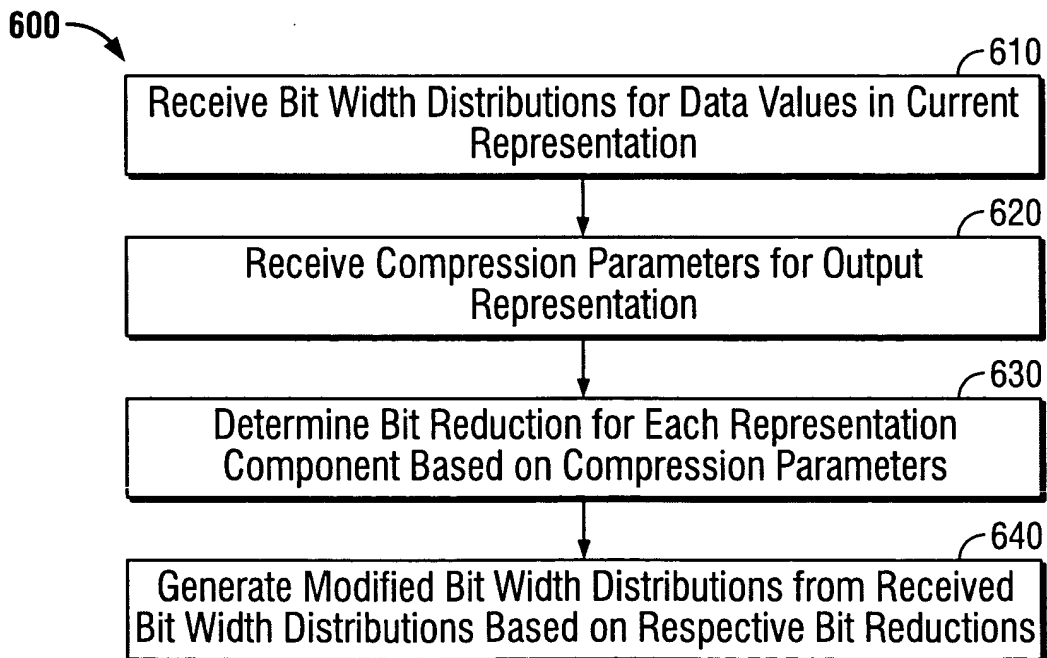 600
610
Receive Bit Width Distributions for Data Values in Current
Representation
620
Receive Compression Parameters for Output
Representation
630
Determine Bit Reduction for Each Representation
Component Based on Compression Parameters
640
Generate Modified Bit Width Distributions from Received
Bit Width Distributions Based on Respective Bit Reductions